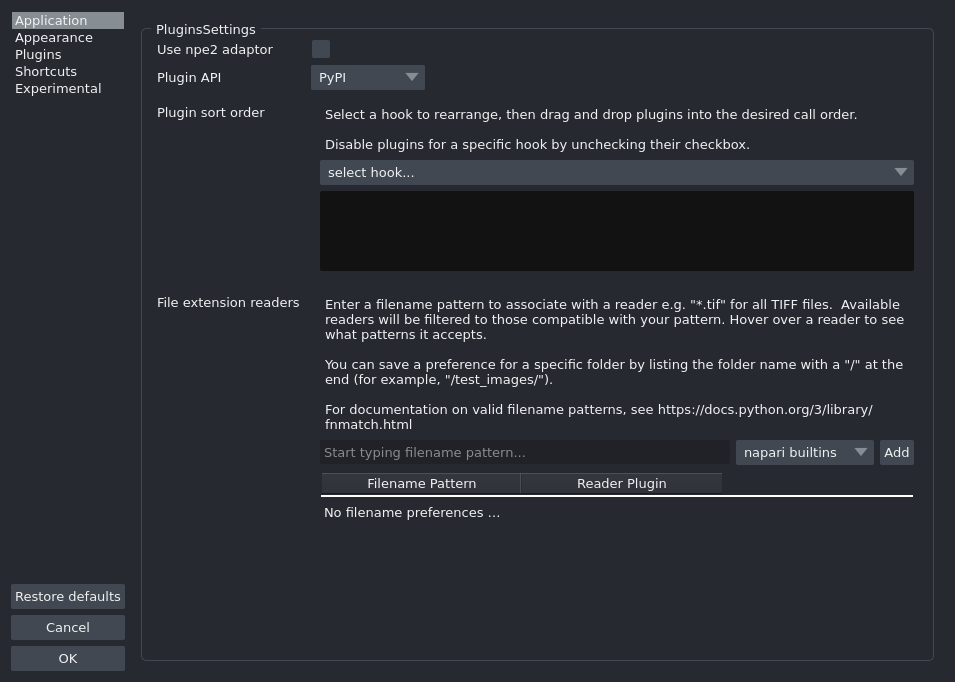 Application
Appearance
Plugins
Shortcuts
Experimental
PluginsSettings
Use npe2 adaptor
Plugin API
PyPI
Plugin sort order
Select a hook to rearrange, then drag and drop plugins into the desired call order.
Disable plugins for a specific hook by unchecking their checkbox.
select hook...
File extension readers
Enter a filename pattern to associate with a reader e.g. "*.tif" for all TIFF files.  Available
readers will be filtered to those compatible with your pattern. Hover over a reader to see
what patterns it accepts.
You can save a preference for a specific folder by listing the folder name with a "/" at the
end (for example, "/test_images/").
For documentation on valid filename patterns, see https://docs.python.org/3/library/
fnmatch.html
Start typing filename pattern...
napari builtins
Add
Filename Pattern
Reader Plugin
No filename preferences ...
Restore defaults
Cancel
OK